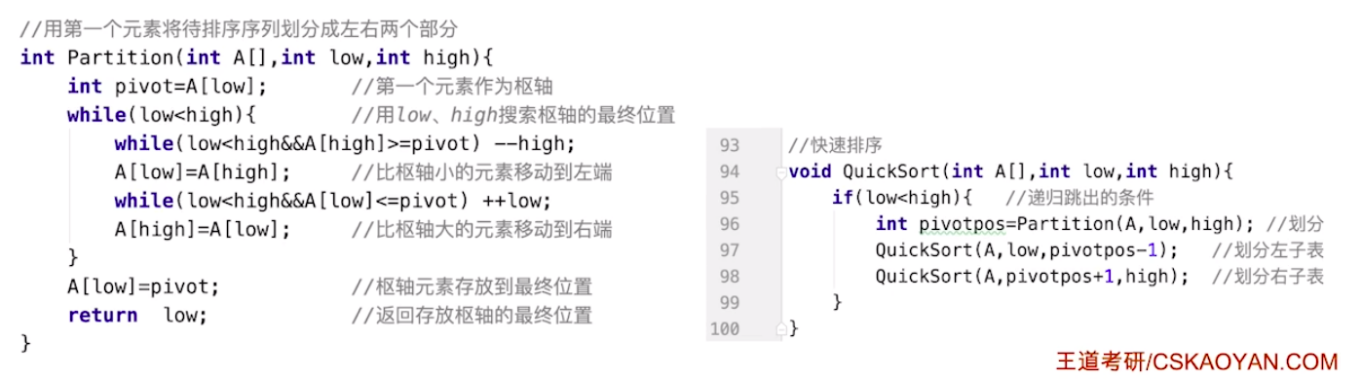 //用第一个元素将待排序序列划分成左右两个部分
int Partition(int A[],int low,int high){
    int pivot=A[low];       //第一个元素作为枢轴
    while(low<high){        //用low、high搜索枢轴的最终位置
        while(low<high&&A[high]>=pivot) --high;
        A[low]=A[high];     //比枢轴小的元素移动到左端
        while(low<high&&A[low]<=pivot) ++low;
        A[high]=A[low];     //比枢轴大的元素移动到右端
    }
    A[low]=pivot;           //枢轴元素存放到最终位置
    return  low;            //返回存放枢轴的最终位置
}
93 //快速排序
94 void QuickSort(int A[],int low,int high){
95     if(low<high){   //递归跳出的条件
96         int pivotpos=Partition(A,low,high); //划分
97         QuickSort(A,low,pivotpos-1);   //划分左子表
98         QuickSort(A,pivotpos+1,high);  //划分右子表
99     }
100 }
王道考研/CSKAOYAN.COM